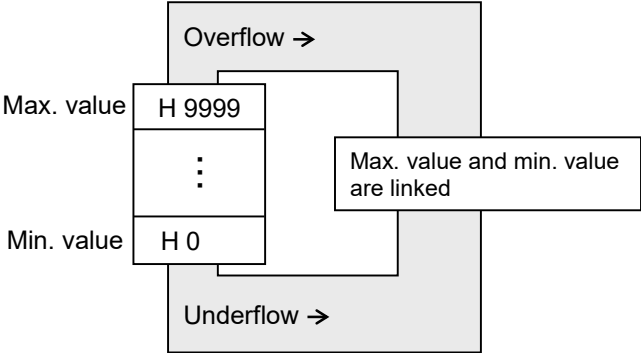 Overflow →
Max. value
H 9999
⋮
Max. value and min. value
are linked
Min. value
H 0
Underflow →